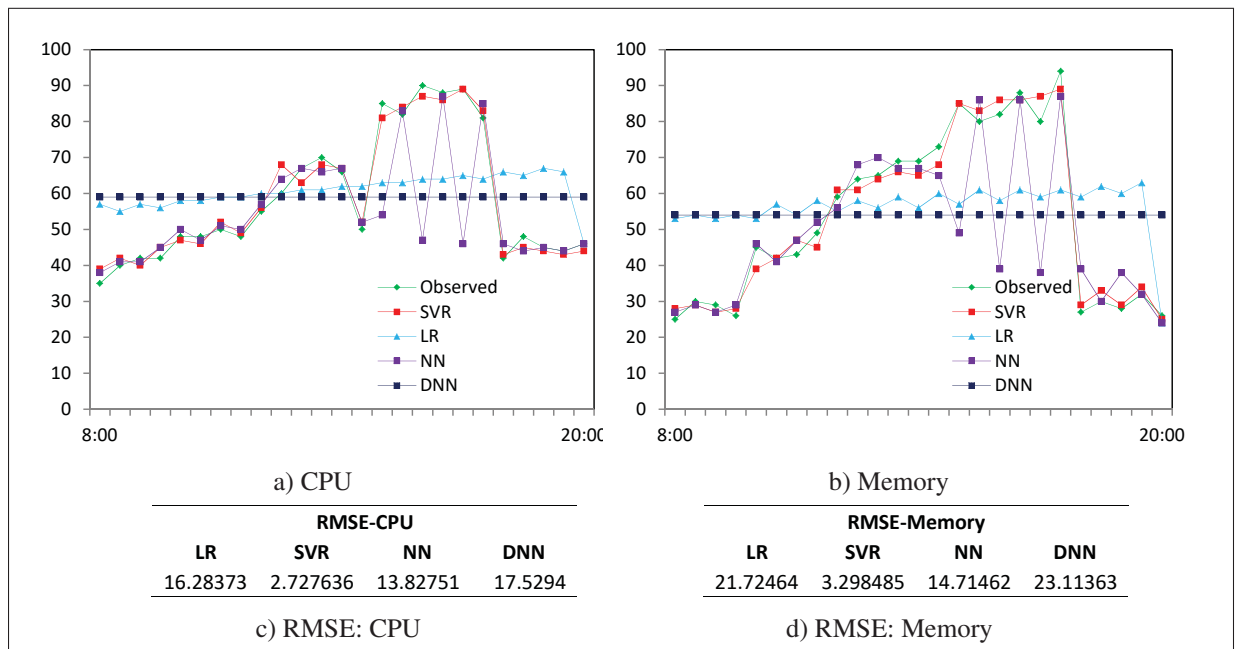 100
90
80
70
60
50
40
30
20
10
0
8:00
20:00
Observed
SVR
LR
NN
DNN
a) CPU
100
90
80
70
60
50
40
30
20
10
0
8:00
20:00
Observed
SVR
LR
NN
DNN
b) Memory
RMSE-CPU
LR SVR NN DNN
16.28373 2.727636 13.82751 17.5294
c) RMSE: CPU
RMSE-Memory
LR SVR NN DNN
21.72464 3.298485 14.71462 23.11363
d) RMSE: Memory